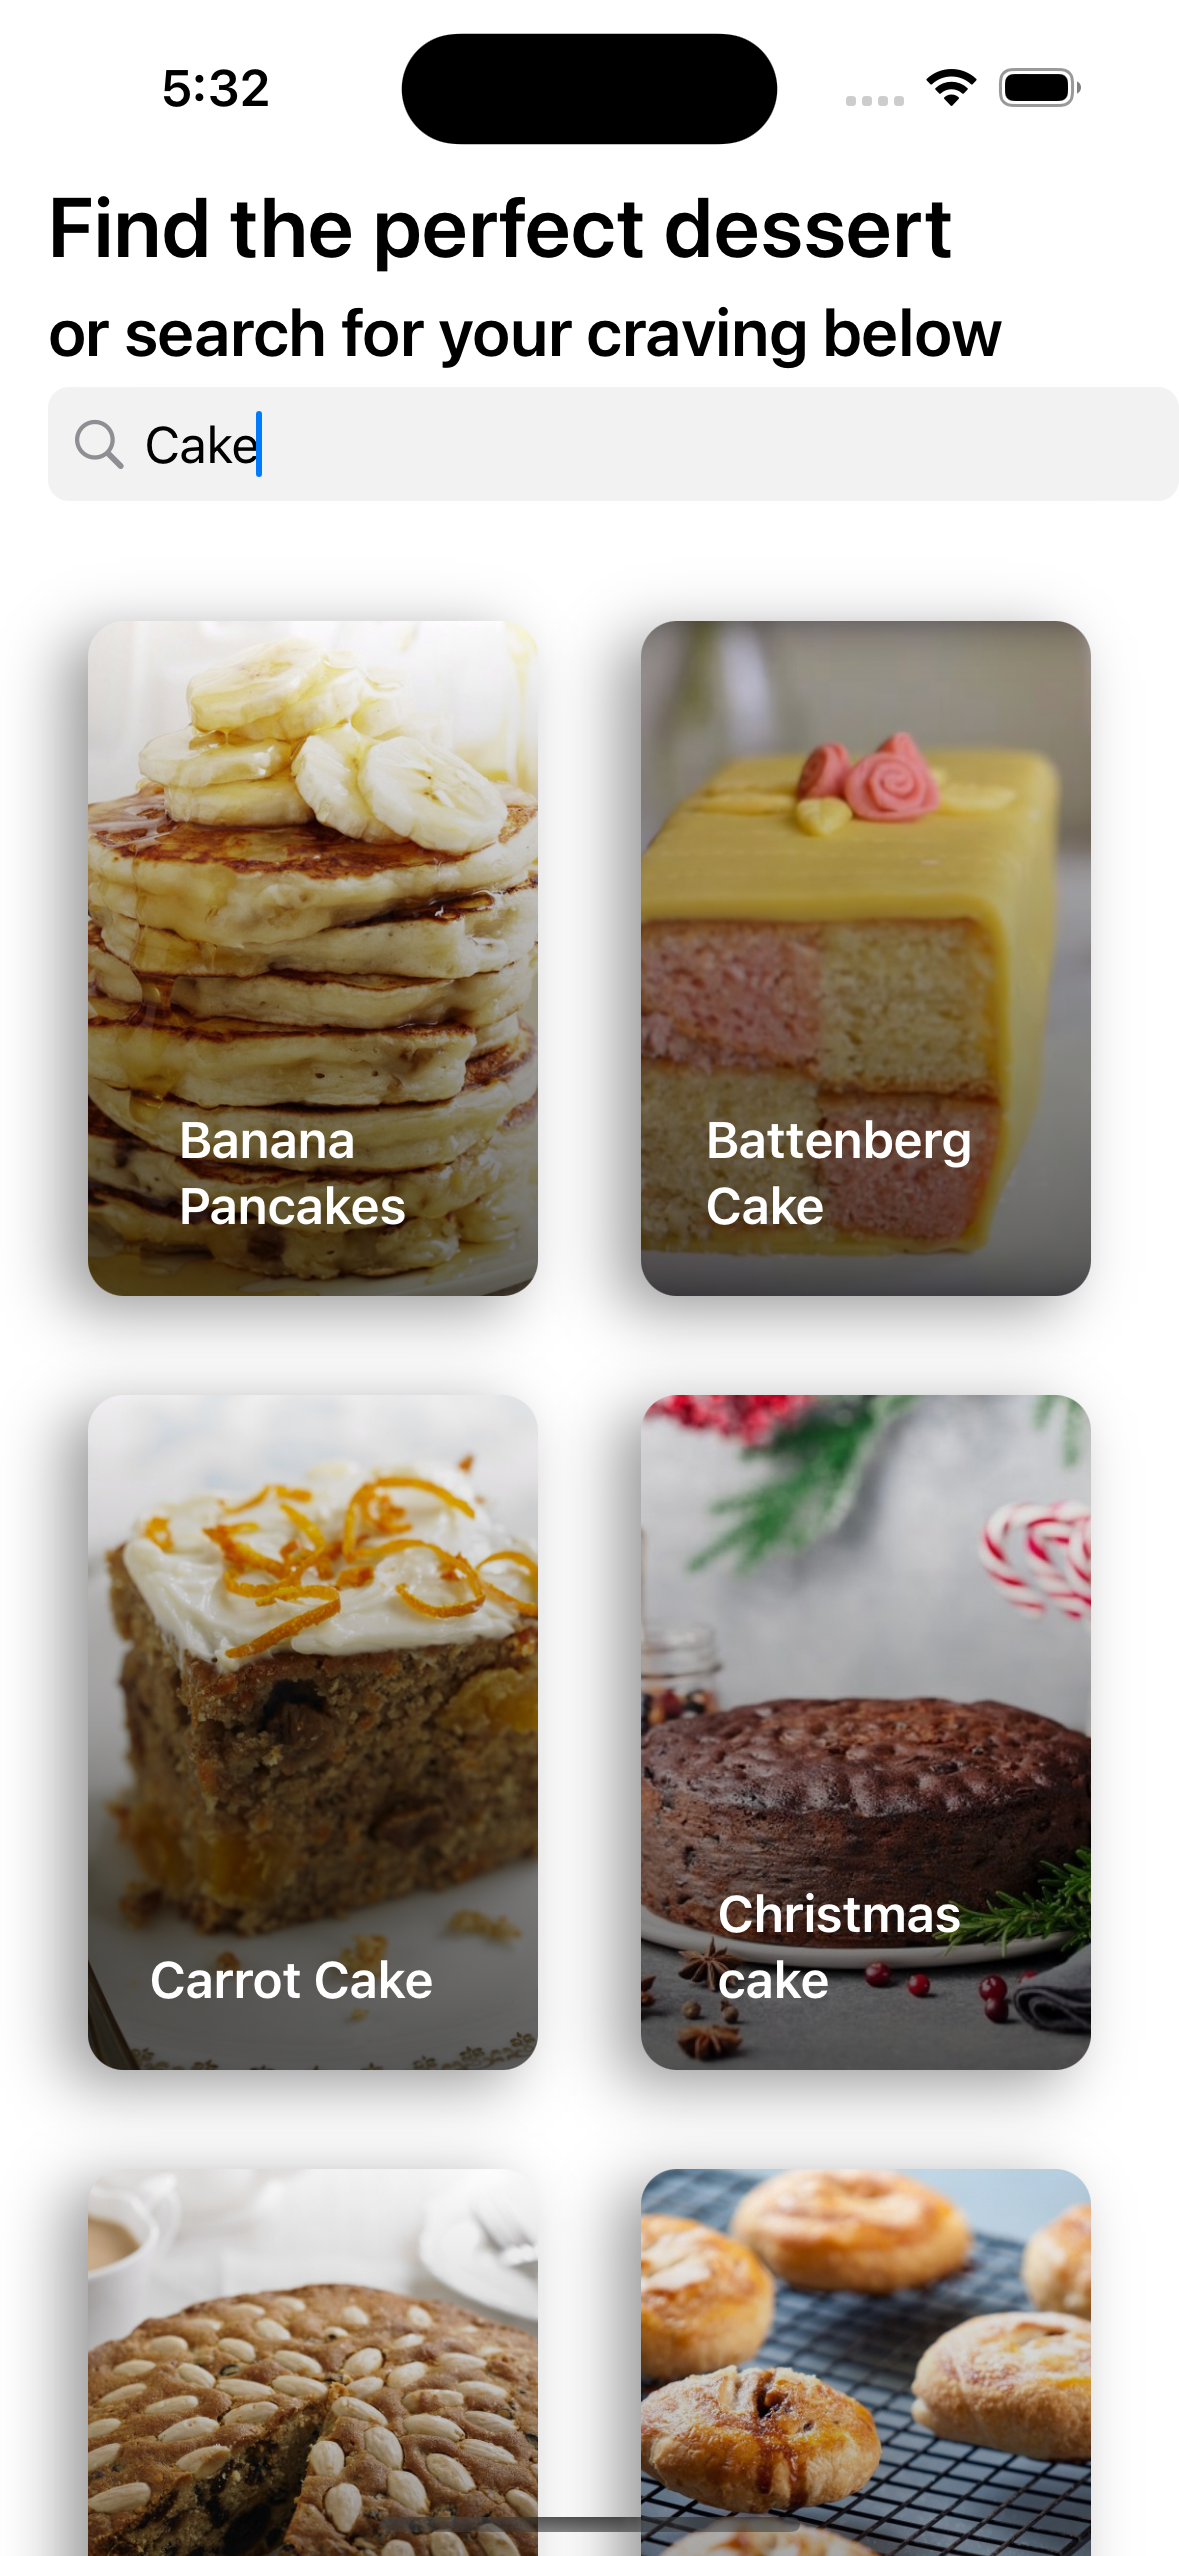 5:32
Find the perfect dessert
or search for your craving below
Cake
Banana
Pancakes
Battenberg
Cake
Carrot Cake
Christmas
cake